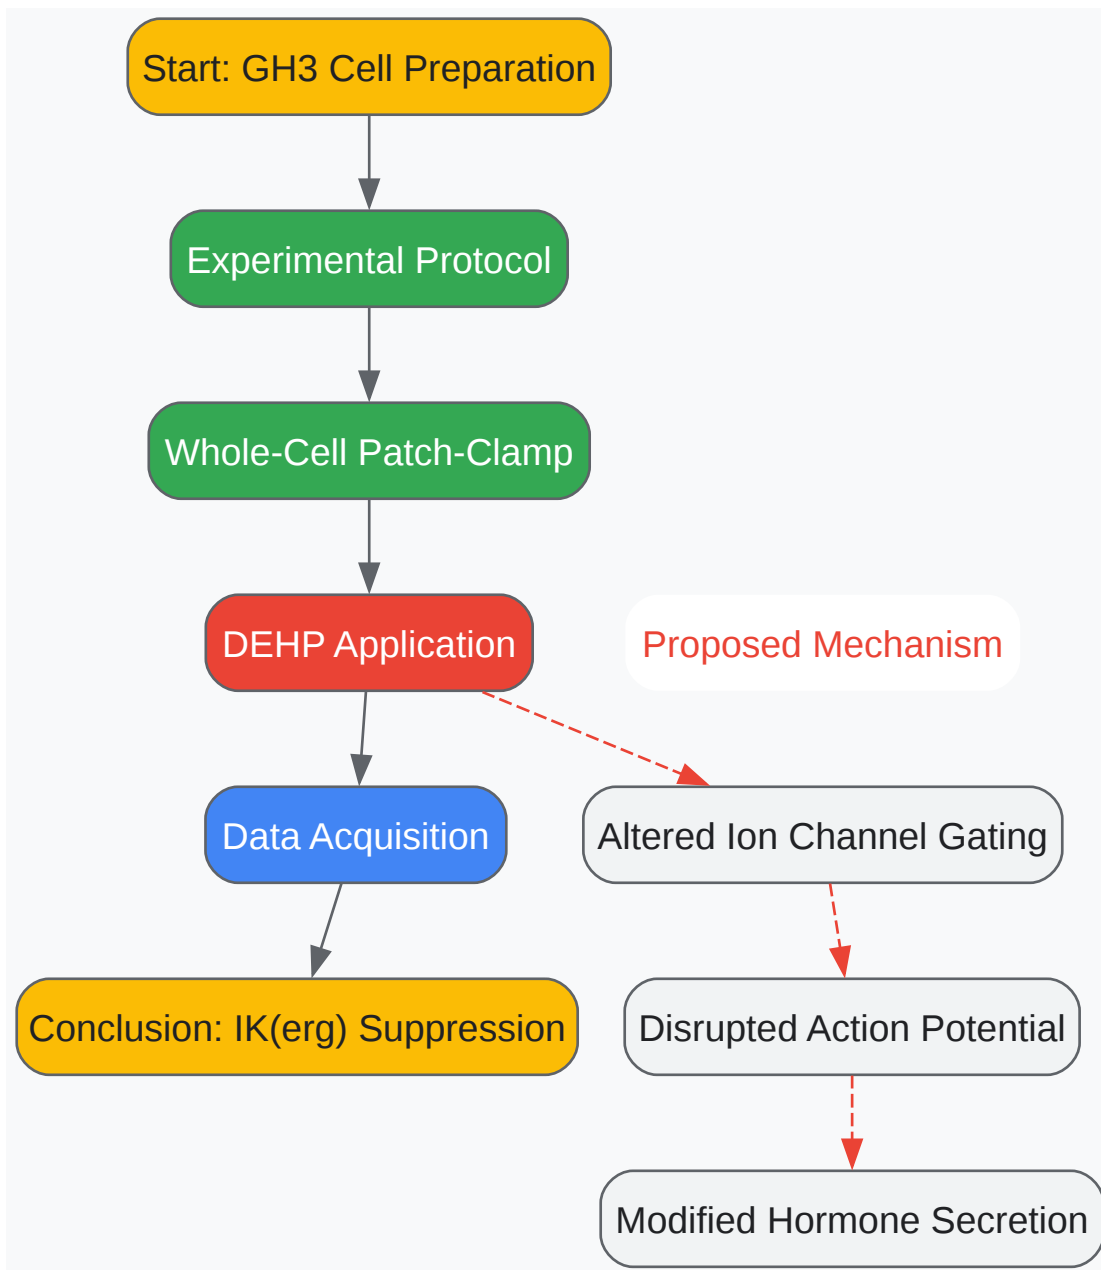 Start: GH3 Cell Preparation
Experimental Protocol
Whole-Cell Patch-Clamp
DEHP Application
Proposed Mechanism
Data Acquisition
Altered Ion Channel Gating
Conclusion: IK(erg) Suppression
Disrupted Action Potential
Modified Hormone Secretion